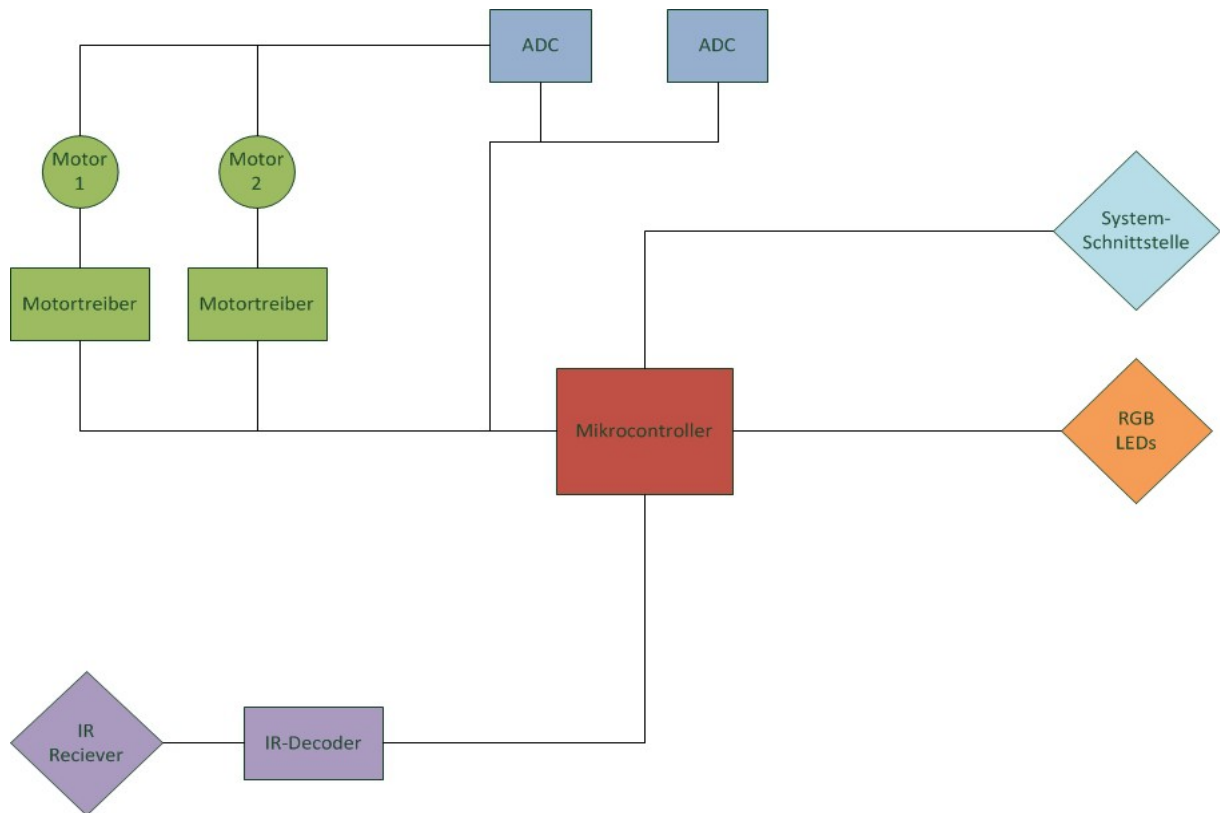 ADC
ADC
Motor
1
Motor
2
System-
Schnittstelle
Motortreiber
Motortreiber
Mikrocontroller
RGB
LEDs
IR
Reciever
IR-Decoder